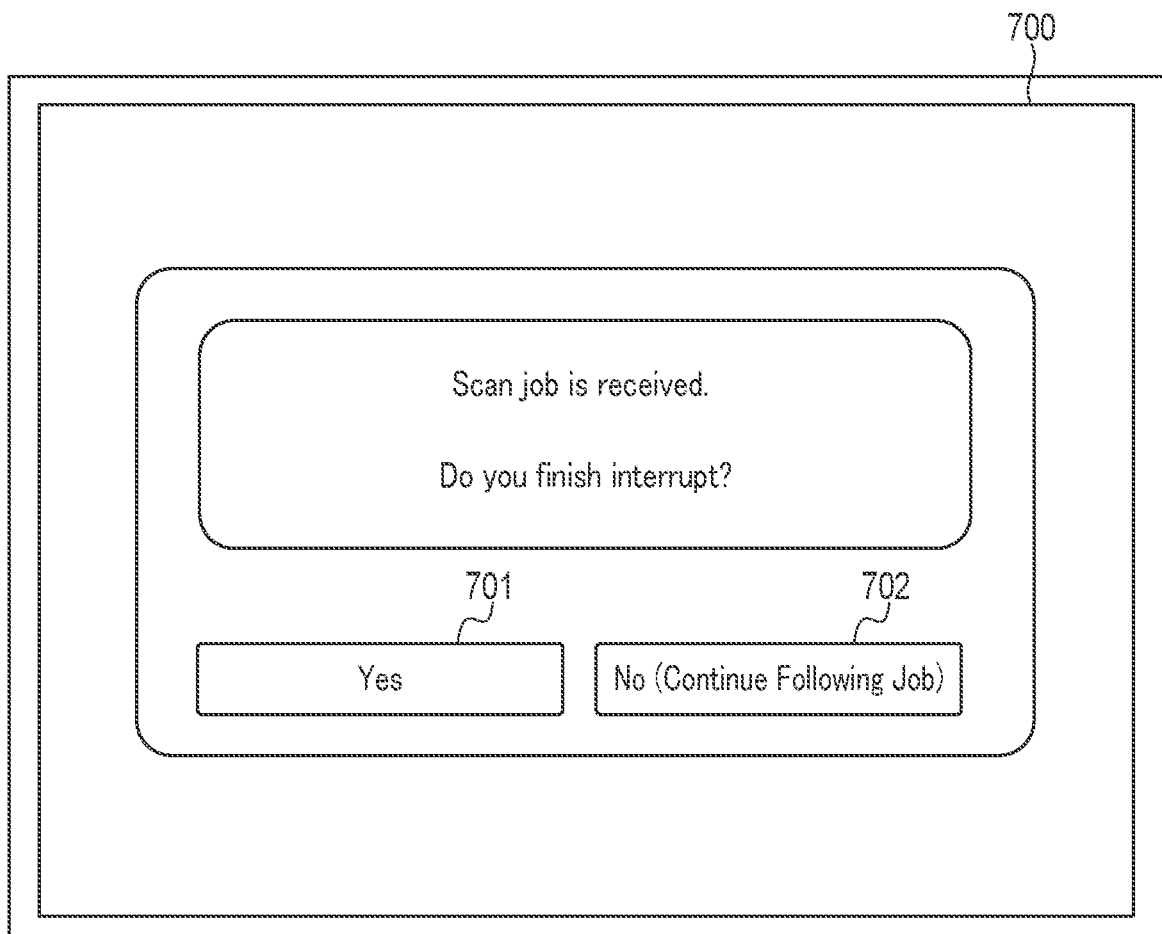 700
Scan job is received.
Do you finish interrupt?
701 702
Yes No (Continue Following Job)